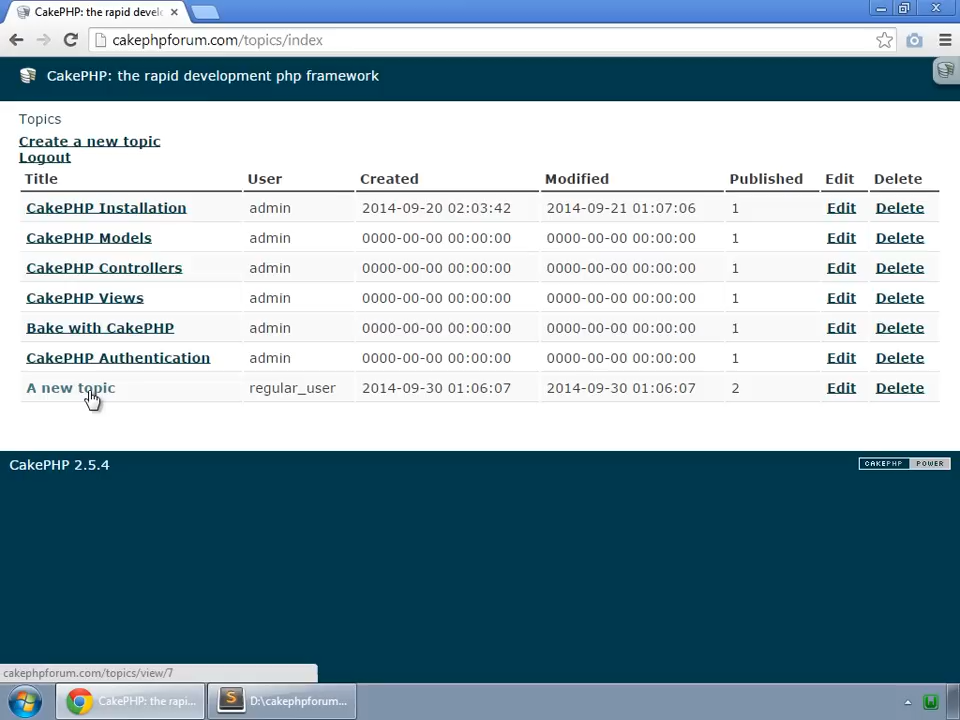 CakePHP: the rapid devel
cakephpforum.com/topics/index
CakePHP: the rapid development php framework
Topics
Create a new topic
Logout
Title User Created Modified Published Edit Delete
CakePHP Installation admin 2014-09-20 02:03:42 2014-09-21 01:07:06 1 Edit Delete
CakePHP Models admin 0000-00-00 00:00:00 0000-00-00 00:00:00 1 Edit Delete
CakePHP Controllers admin 0000-00-00 00:00:00 0000-00-00 00:00:00 1 Edit Delete
CakePHP Views admin 0000-00-00 00:00:00 0000-00-00 00:00:00 1 Edit Delete
Bake with CakePHP admin 0000-00-00 00:00:00 0000-00-00 00:00:00 1 Edit Delete
CakePHP Authentication admin 0000-00-00 00:00:00 0000-00-00 00:00:00 1 Edit Delete
A new topic regular_user 2014-09-30 01:06:07 2014-09-30 01:06:07 2 Edit Delete
CakePHP 2.5.4 CAKEPHP POWER
cakephpforum.com/topics/view/7
CakePHP: the rapi... D:\cakephpforum...